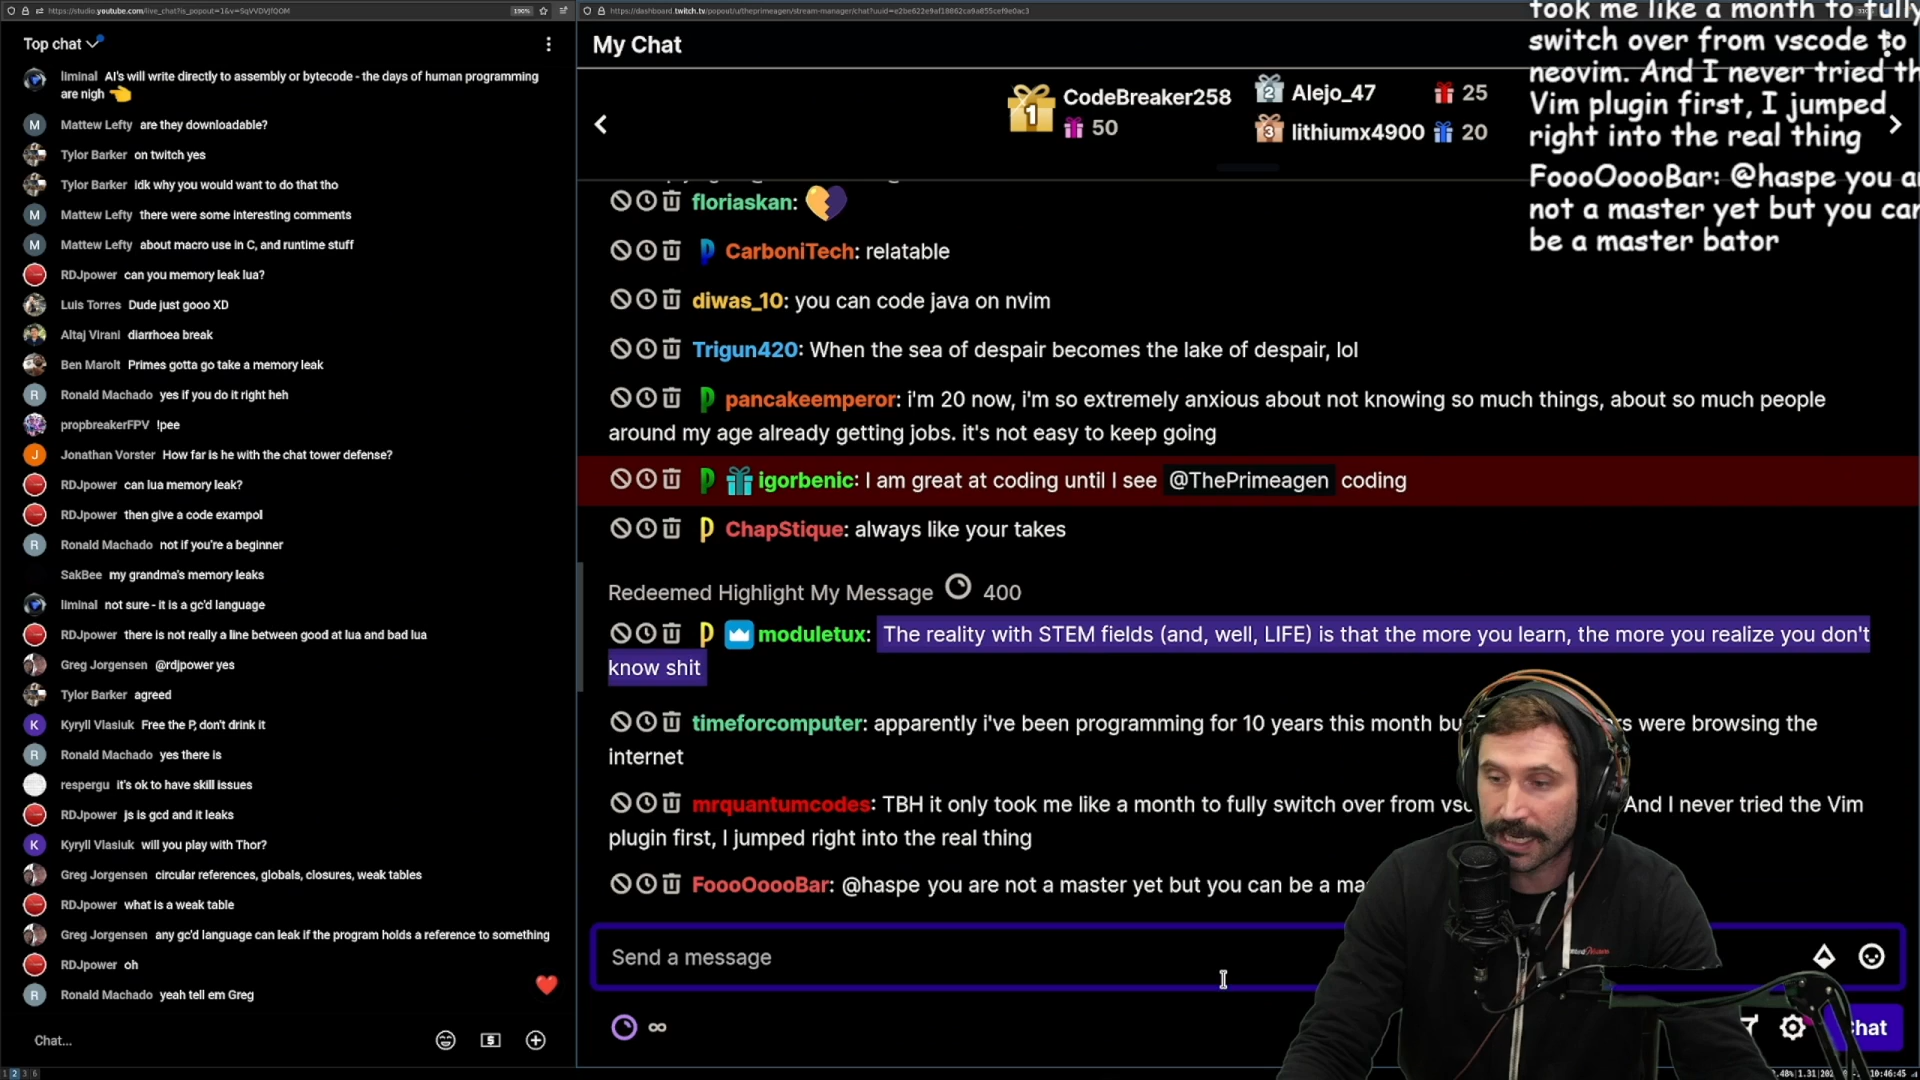 https://studio.youtube.com/live_chat?is_popout=1&v=SqVVDVJfQOM
190%
Top chat
liminal AI's will write directly to assembly or bytecode - the days of human programming
are nigh 👈
M Mattew Lefty are they downloadable?
Tylor Barker on twitch yes
Tylor Barker idk why you would want to do that tho
M Mattew Lefty there were some interesting comments
M Mattew Lefty about macro use in C, and runtime stuff
RDJpower can you memory leak lua?
Luis Torres Dude just gooo XD
Altaj Virani diarrhoea break
Ben Marolt Primes gotta go take a memory leak
R Ronald Machado yes if you do it right heh
propbreakerFPV !pee
J Jonathan Vorster How far is he with the chat tower defense?
RDJpower can lua memory leak?
RDJpower then give a code exampol
R Ronald Machado not if you're a beginner
SakBee my grandma's memory leaks
liminal not sure - it is a gc'd language
RDJpower there is not really a line between good at lua and bad lua
Greg Jorgensen @rdjpower yes
Tylor Barker agreed
K Kyryll Vlasiuk Free the P, don't drink it
R Ronald Machado yes there is
respergu it's ok to have skill issues
RDJpower js is gcd and it leaks
K Kyryll Vlasiuk will you play with Thor?
Greg Jorgensen circular references, globals, closures, weak tables
RDJpower what is a weak table
Greg Jorgensen any gc'd language can leak if the program holds a reference to something
RDJpower oh
R Ronald Machado yeah tell em Greg
Chat...
https://dashboard.twitch.tv/popout/u/theprimeagen/stream-manager/chat?uuid=e2be622e9af18862ca9a855cef9e0ac3
My Chat
1 CodeBreaker258
50
2 Alejo_47 25
3 lithiumx4900 20
floriaskan:
CarboniTech: relatable
diwas_10: you can code java on nvim
Trigun420: When the sea of despair becomes the lake of despair, lol
pancakeemperor: i'm 20 now, i'm so extremely anxious about not knowing so much things, about so much people
around my age already getting jobs. it's not easy to keep going
igorbenic: I am great at coding until I see @ThePrimeagen coding
ChapStique: always like your takes
Redeemed Highlight My Message 400
moduletux: The reality with STEM fields (and, well, LIFE) is that the more you learn, the more you realize you don't
know shit
timeforcomputer: apparently i've been programming for 10 years this month bu were browsing the
internet
mrquantumcodes: TBH it only took me like a month to fully switch over from vsc And I never tried the Vim
plugin first, I jumped right into the real thing
FoooOoooBar: @haspe you are not a master yet but you can be a ma
Send a message
∞
Chat
took me like a month to fully
switch over from vscode to
neovim. And I never tried th
Vim plugin first, I jumped
right into the real thing
FoooOoooBar: @haspe you ar
not a master yet but you can
be a master bator
1 2 3 6
10:46:45